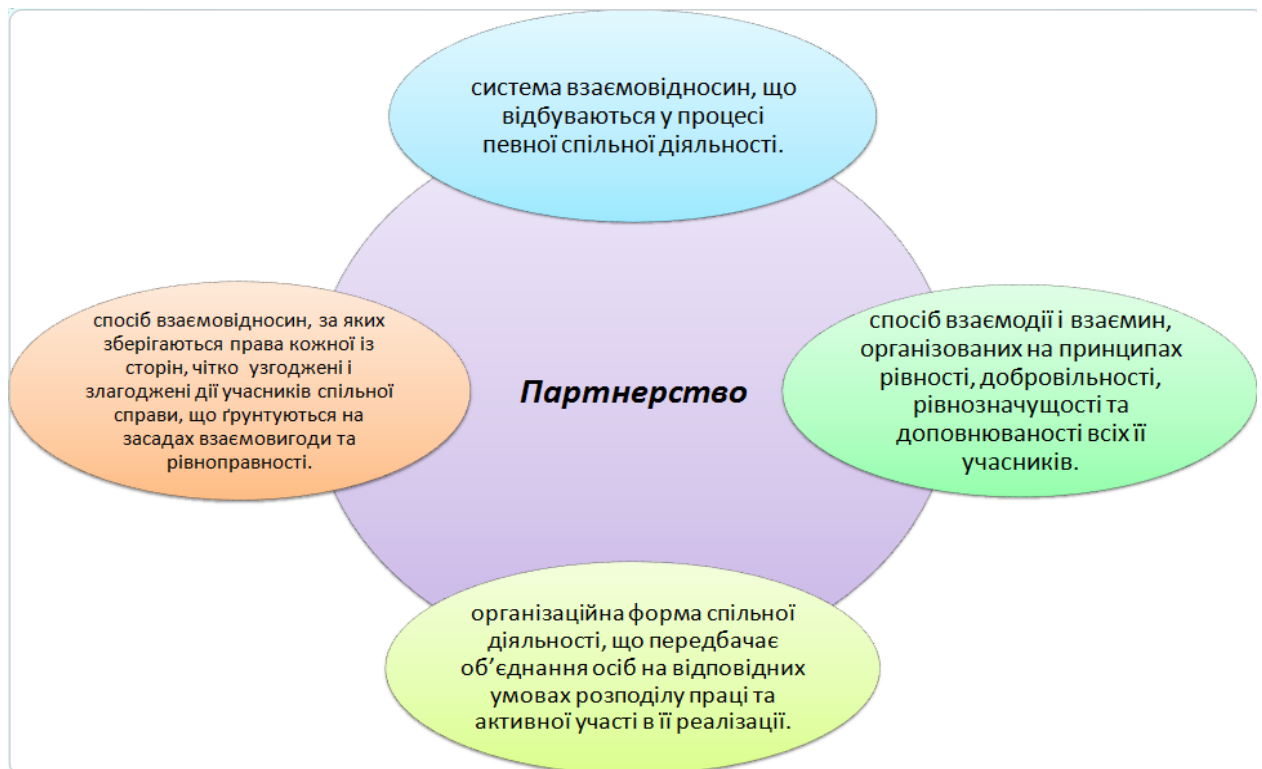 система взаємовідносин, що
відбуваються у процесі
певної спільної діяльності.
спосіб взаємовідносин, за яких
зберігаються права кожної із
сторін, чітко узгоджені і
злагоджені дії учасників спільної
справи, що ґрунтуються на
засадах взаємовигоди та
рівноправності.
Партнерство
спосіб взаємодії і взаємин,
організованих на принципах
рівності, добровільності,
рівнозначущості та
доповнюваності всіх її
учасників.
організаційна форма спільної
діяльності, що передбачає
об’єднання осіб на відповідних
умовах розподілу праці та
активної участі в її реалізації.